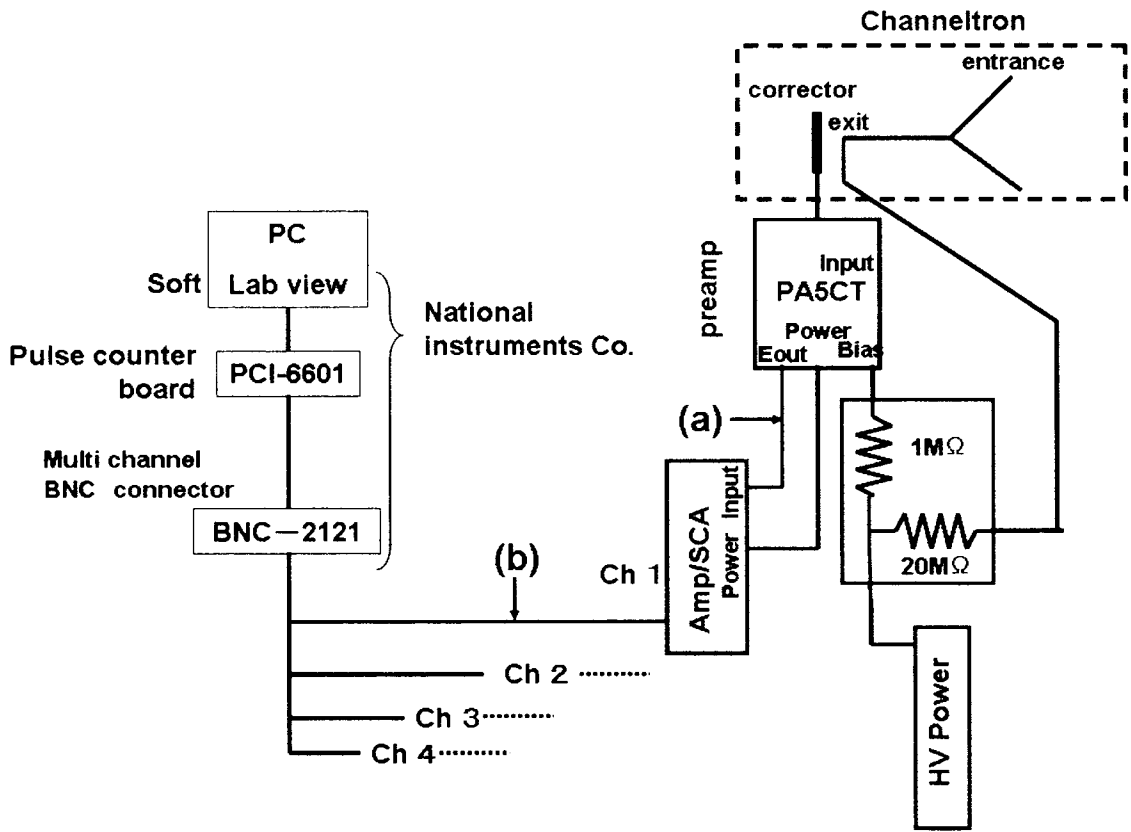 Channeltron
entrance
corrector
exit
PC
Soft
Lab view
preamp
Input
PA5CT
Power
Eout
Bias
National
instruments Co.
Pulse counter
board
PCI-6601
(a)
1MΩ
Multi channel
BNC connector
BNC－2121
Amp/SCA
Input
Power
20MΩ
(b)
Ch 1
Ch 2
Ch 3
Ch 4
HV Power